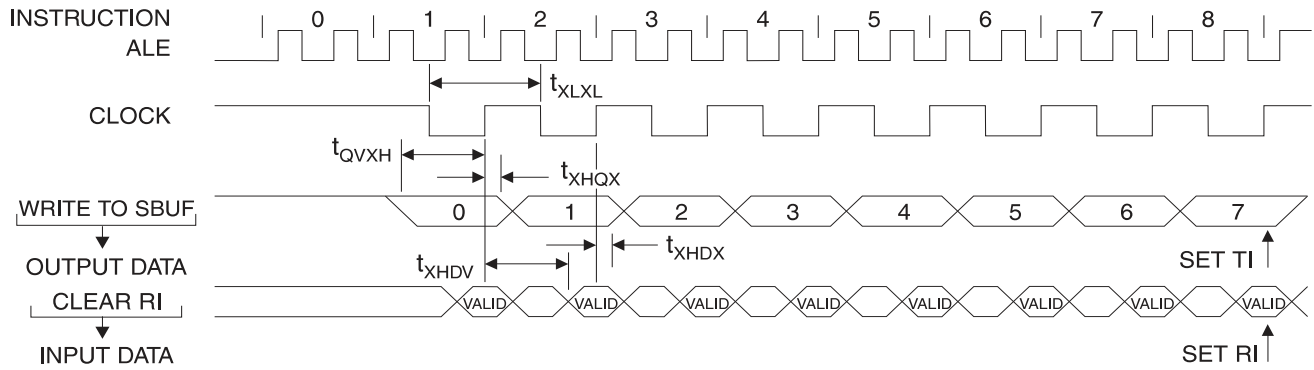 INSTRUCTION 0 1 2 3 4 5 6 7 8
ALE
tXLXL
CLOCK
tQVXH
tXHQX
WRITE TO SBUF 0 1 2 3 4 5 6 7
tXHDX
OUTPUT DATA
tXHDV
SET TI
CLEAR RI VALID VALID VALID VALID VALID VALID VALID VALID
INPUT DATA
SET RI